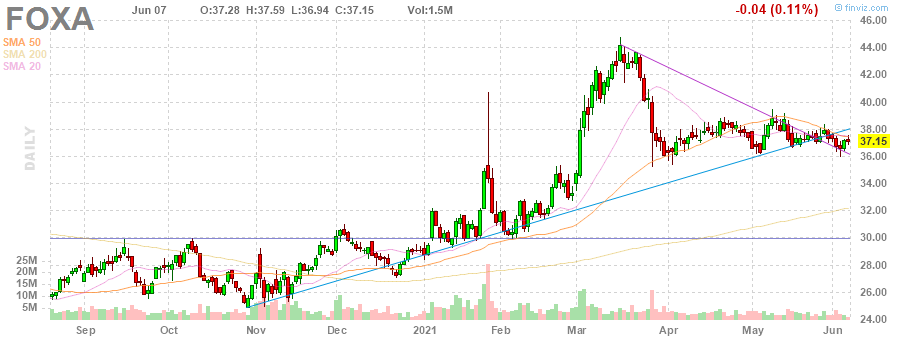 FOXA
Jun 07 O:37.28 H:37.59 L:36.94 C:37.15 Vol:1.5M
-0.04 (0.11%)
© finviz.com
SMA 50
SMA 200
SMA 20
DAILY
46.00
44.00
42.00
40.00
38.00
37.15
36.00
34.00
32.00
30.00
28.00
26.00
24.00
25M
20M
15M
10M
5M
Sep Oct Nov Dec 2021 Feb Mar Apr May Jun